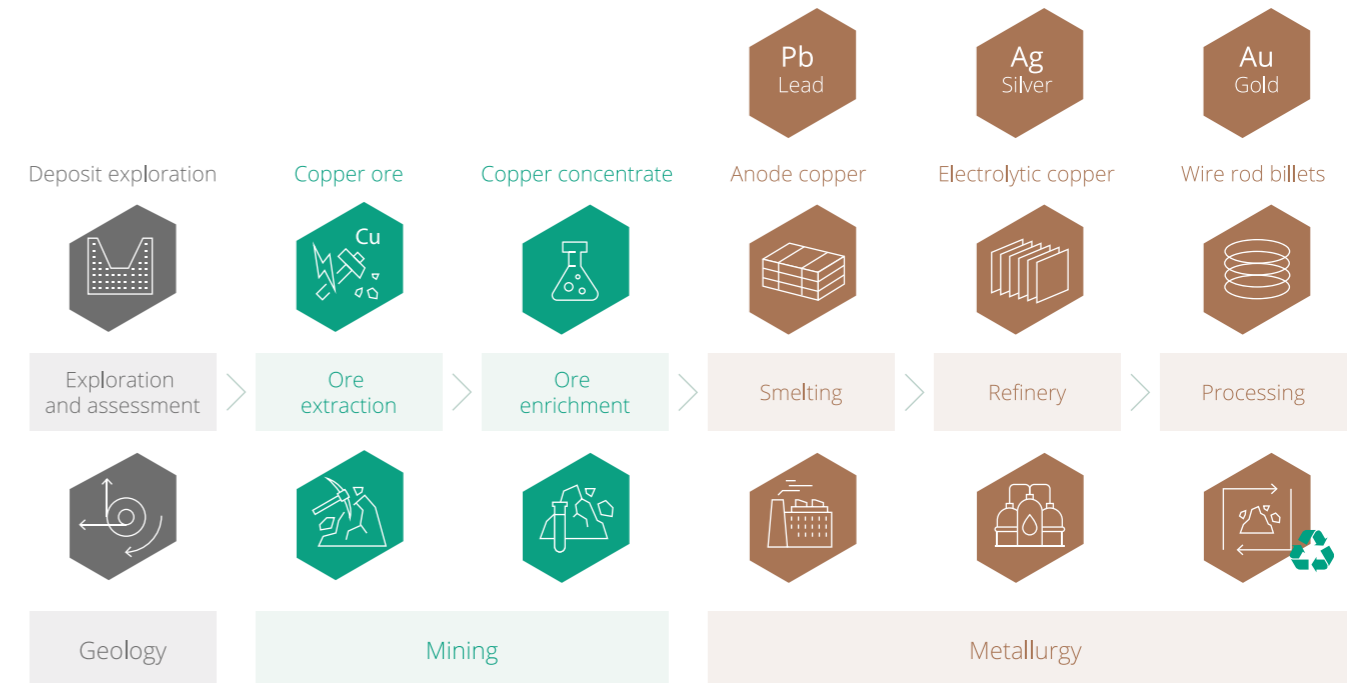 Pb
Lead
Ag
Silver
Au
Gold
Deposit exploration
Copper ore
Copper concentrate
Anode copper
Electrolytic copper
Wire rod billets
Cu
Exploration
and assessment
Ore
extraction
Ore
enrichment
Smelting
Refinery
Processing
Geology
Mining
Metallurgy